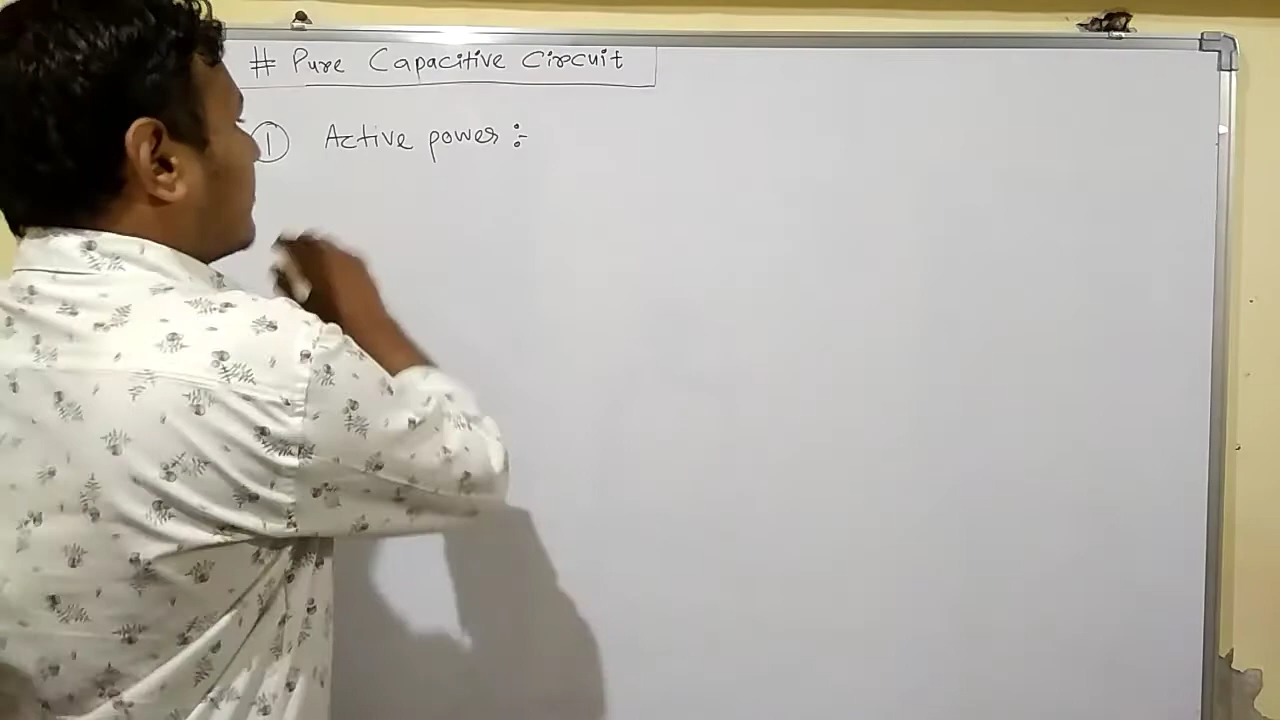 # Pure Capacitive Circuit
① Active power :-